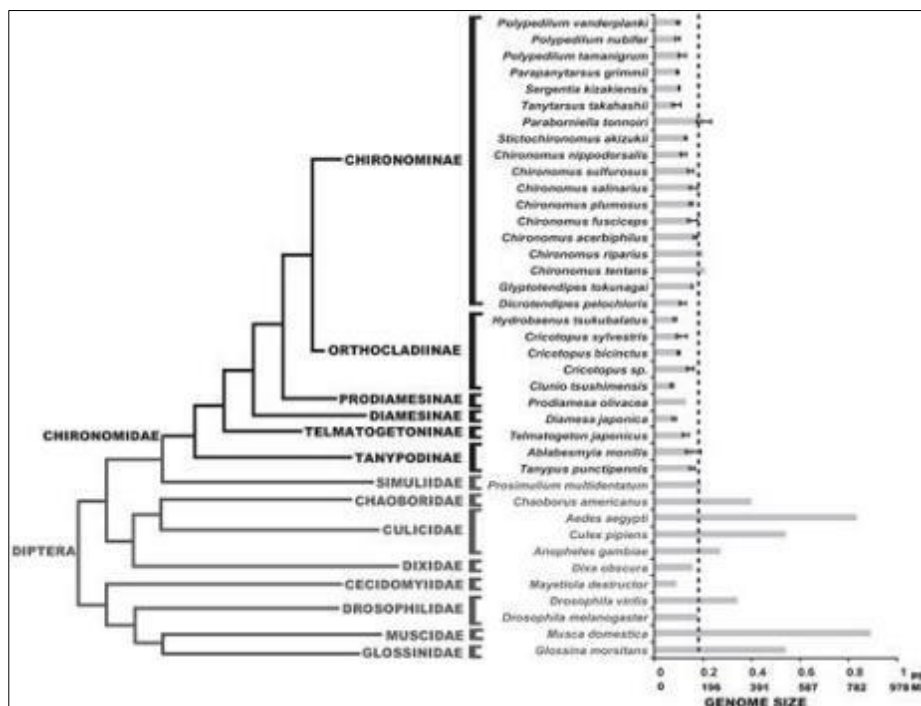 Polypedilum vanderplanki
Polypedilum nubifer
Polypedilum tamanigrum
Parapanytarsus grimmii
Sergentia kizakiensis
Tanytarsus takahashii
Paraborniella tonnoiri
CHIRONOMINAE Stictochironomus akizukii
Chironomus nippodorsalis
Chironomus sulfurosus
Chironomus salinarius
Chironomus plumosus
Chironomus fusciceps
Chironomus acerbiphilus
Chironomus riparius
Chironomus tentans
Glyptotendipes tokunagai
Dicrotendipes pelochloris
Hydrobaenus tsukubalatus
Cricotopus sylvestris
ORTHOCLADIINAE Cricotopus bicinctus
Cricotopus sp.
Clunio tsushimensis
PRODIAMESINAE Prodiamesa olivacea
DIAMESINAE Diamesa japonica
CHIRONOMIDAE TELMATOGETONINAE Telmatogeton japonicus
TANYPODINAE Ablabesmyia monilis
Tanypus punctipennis
SIMULIIDAE Prosimulium multidentatum
CHAOBORIDAE Chaoborus americanus
Aedes aegypti
CULICIDAE Culex pipiens
DIPTERA Anopheles gambiae
DIXIDAE Dixa obscura
CECIDOMYIIDAE Mayetiola destructor
DROSOPHILIDAE Drosophila virilis
Drosophila melanogaster
MUSCIDAE Musca domestica
GLOSSINIDAE Glossina morsitans
0 0.2 0.4 0.6 0.8 1
0 196 391 587 782 978
GENOME SIZE